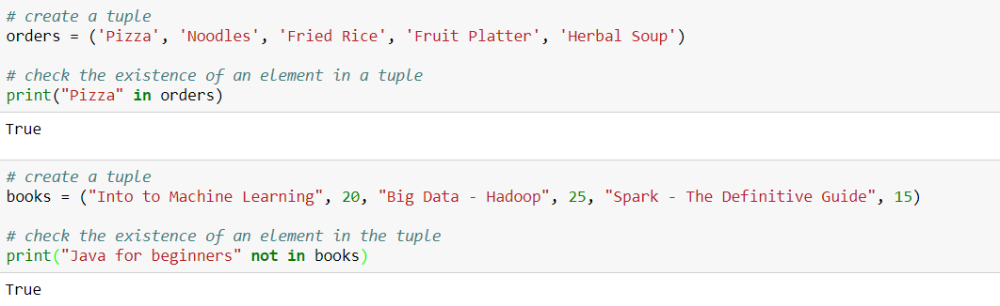 # create a tuple
orders = ('Pizza', 'Noodles', 'Fried Rice', 'Fruit Platter', 'Herbal Soup')
# check the existence of an element in a tuple
print("Pizza" in orders)
True
# create a tuple
books = ("Into to Machine Learning", 20, "Big Data - Hadoop", 25, "Spark - The Definitive Guide", 15)
# check the existence of an element in the tuple
print("Java for beginners" not in books)
True